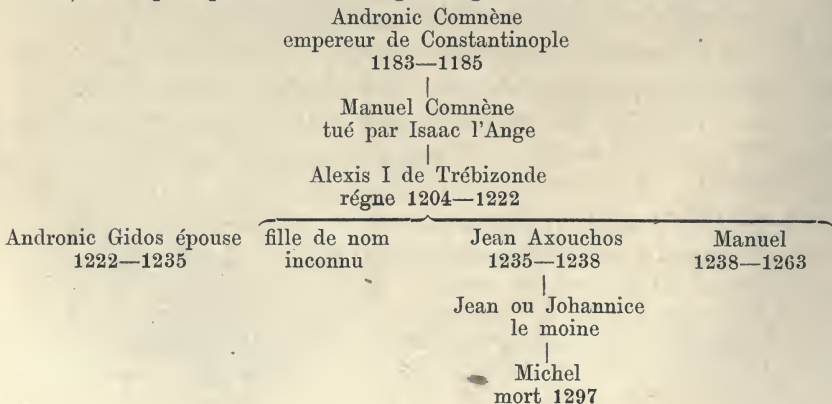 Andronic Comnène
empereur de Constantinople
1183—1185
Manuel Comnène
tué par Isaac l'Ange
Alexis I de Trébizonde
régne 1204—1222
Andronic Gidos épouse fille de nom Jean Axouchos Manuel
1222—1235 inconnu 1235—1238 1238—1263
Jean ou Johannice
le moine
Michel
mort 1297